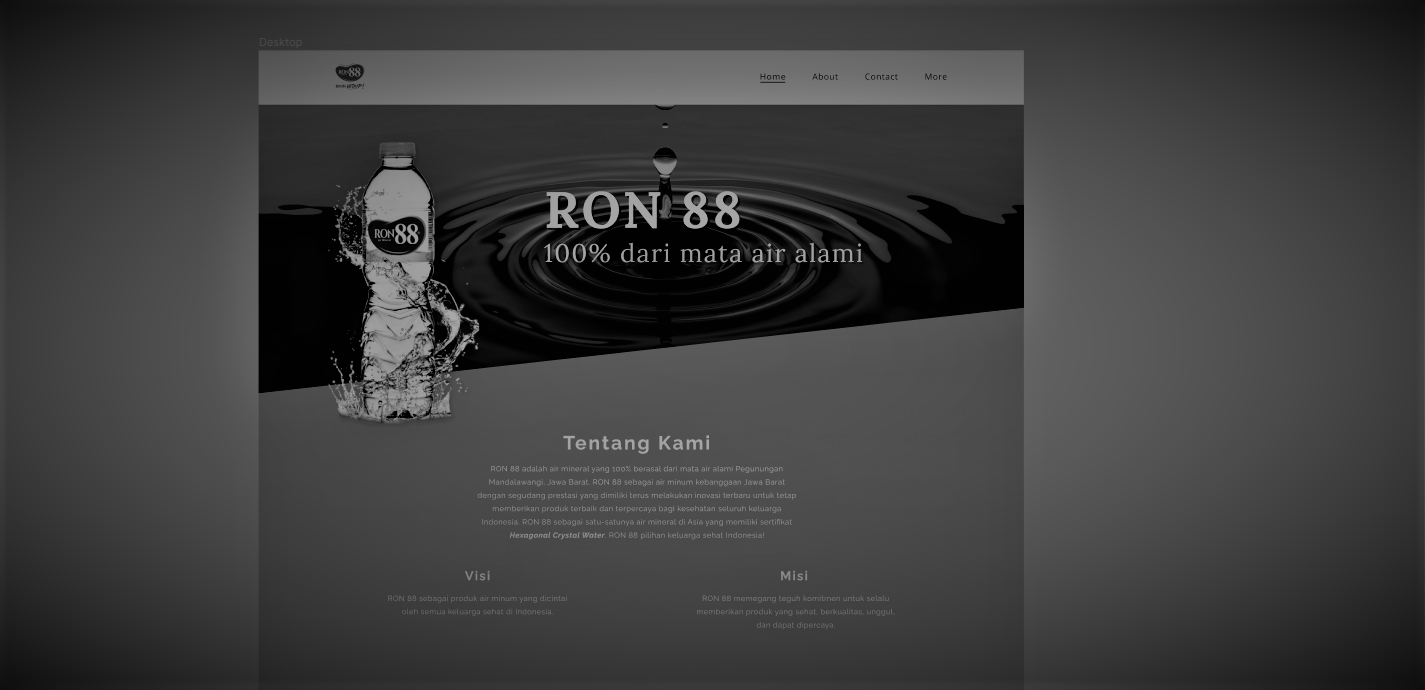 Desktop
RON 88
Home About Contact More
RON 88
100% dari mata air alami
RON 88
Tentang Kami
RON 88 adalah air mineral yang 100% berasal dari mata air alami Pegunungan
Mandalawangi, Jawa Barat. RON 88 sebagai air minum kebanggaan Jawa Barat
dengan segudang prestasi yang dimiliki terus melakukan inovasi terbaru untuk tetap
memberikan produk terbaik dan terpercaya bagi kesehatan seluruh keluarga
Indonesia. RON 88 sebagai satu-satunya air mineral di Asia yang memiliki sertifikat
Hexagonal Crystal Water. RON 88 pilihan keluarga sehat Indonesia!
Visi
RON 88 sebagai produk air minum yang dicintai
oleh semua keluarga sehat di Indonesia.
Misi
RON 88 memegang teguh komitmen untuk selalu
memberikan produk yang sehat, berkualitas, unggul,
dan dapat dipercaya